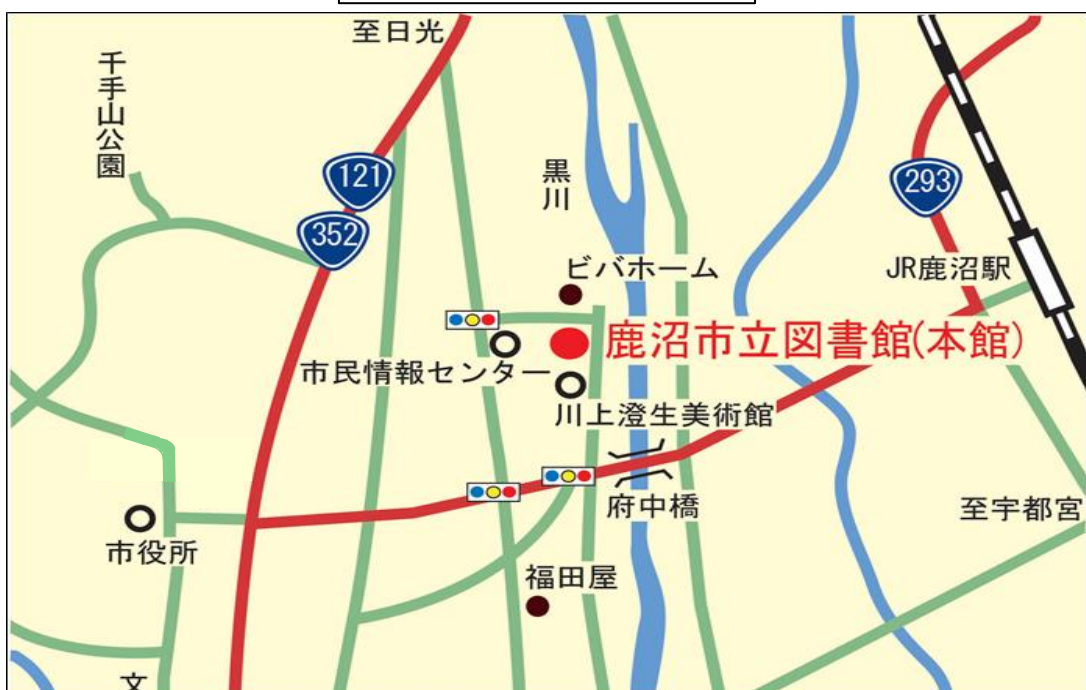 至日光
千手山公園
121
黒川
293
352
ビバホーム
JR鹿沼駅
鹿沼市立図書館(本館)
市民情報センター
川上澄生美術館
府中橋
至宇都宮
市役所
福田屋
文